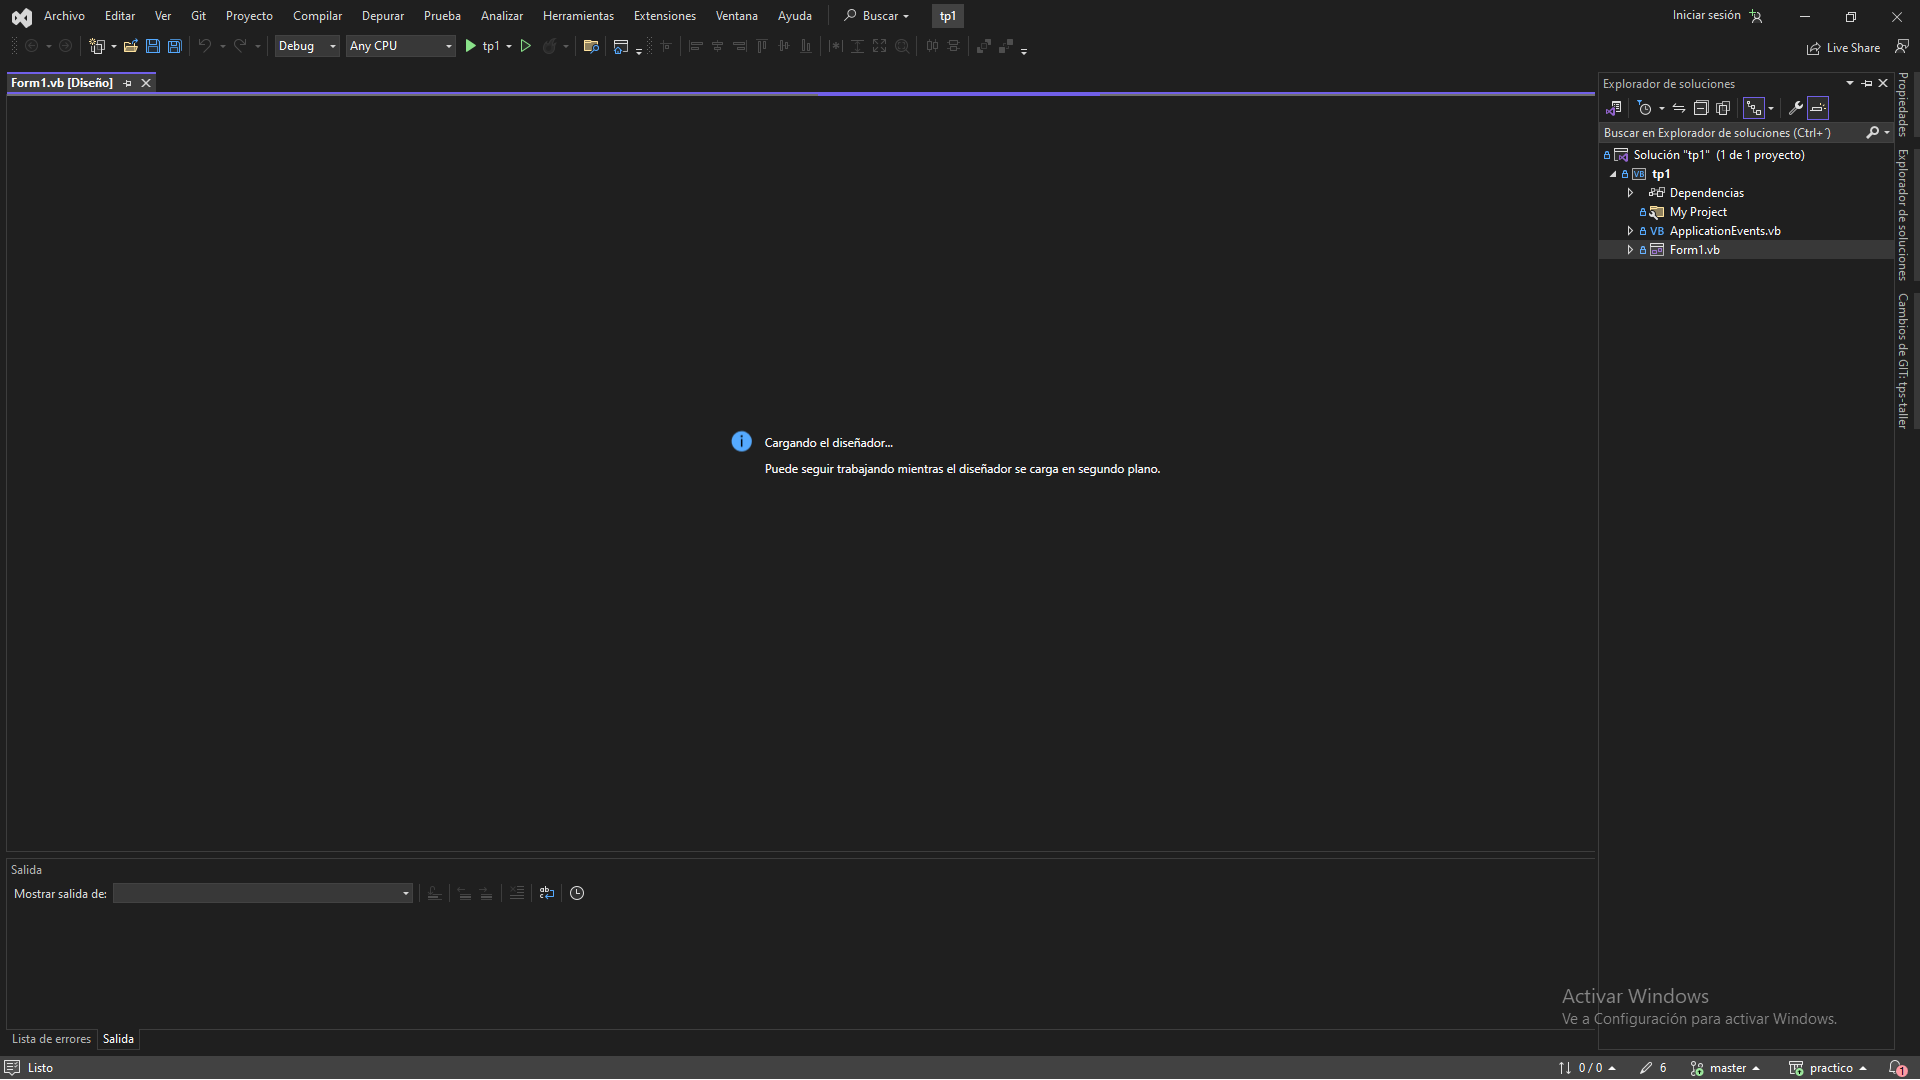 Archivo Editar Ver Git Proyecto Compilar Depurar Prueba Analizar Herramientas Extensiones Ventana Ayuda Buscar tp1 Iniciar sesión
Debug Any CPU tp1 Live Share
Form1.vb [Diseño]
Cargando el diseñador...
Puede seguir trabajando mientras el diseñador se carga en segundo plano.
Explorador de soluciones
Buscar en Explorador de soluciones (Ctrl+´)
Solución "tp1" (1 de 1 proyecto)
VB tp1
Dependencias
My Project
VB ApplicationEvents.vb
Form1.vb
Propiedades
Explorador de soluciones
Cambios de GIT: tps-taller
Salida
Mostrar salida de:
Activar Windows
Ve a Configuración para activar Windows.
Lista de errores Salida
Listo 0 / 0 6 master practico 1